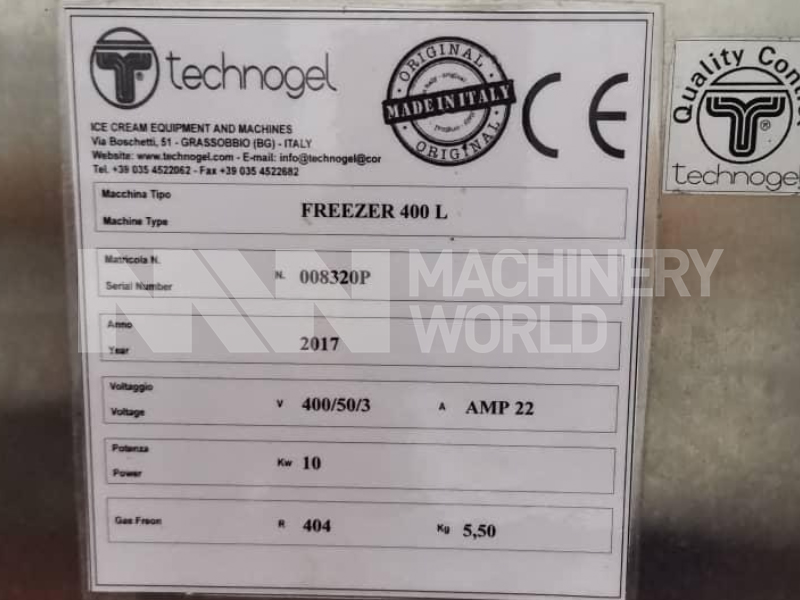 technogel
ICE CREAM EQUIPMENT AND MACHINES
Via Boschetti, 51 - GRASSOBBIO (BG) - ITALY
Website: www.technogel.com - E-mail: info@technogel@cor
Tel. +39 035 4522062 - Fax +39 035 4522682
ORIGINAL
MADE IN ITALY
ORIGINAL
CE
Quality Contr
technogel
Macchina Tipo
Machine Type
FREEZER 400 L
Matricola N.
Serial Number
N. 008320P
MACHINERY
WORLD
Anno
Year
2017
Voltaggio
Voltage
V 400/50/3 A AMP 22
Potenza
Power
Kw 10
Gas Freon R 404 Kg 5,50